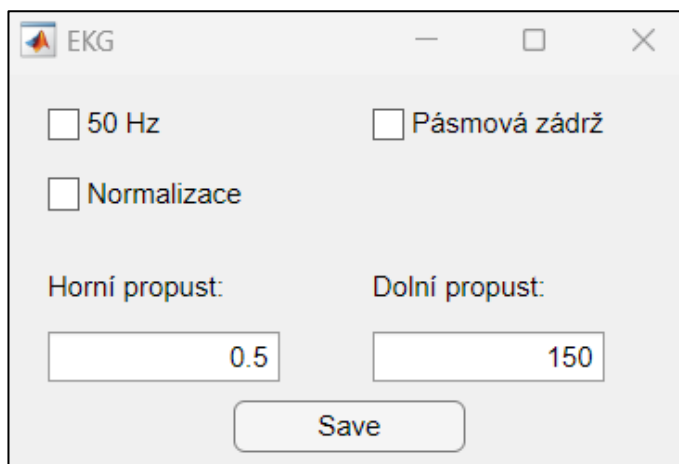 EKG
50 Hz Pásmová zádrž
Normalizace
Horní propust: Dolní propust:
0.5 150
Save